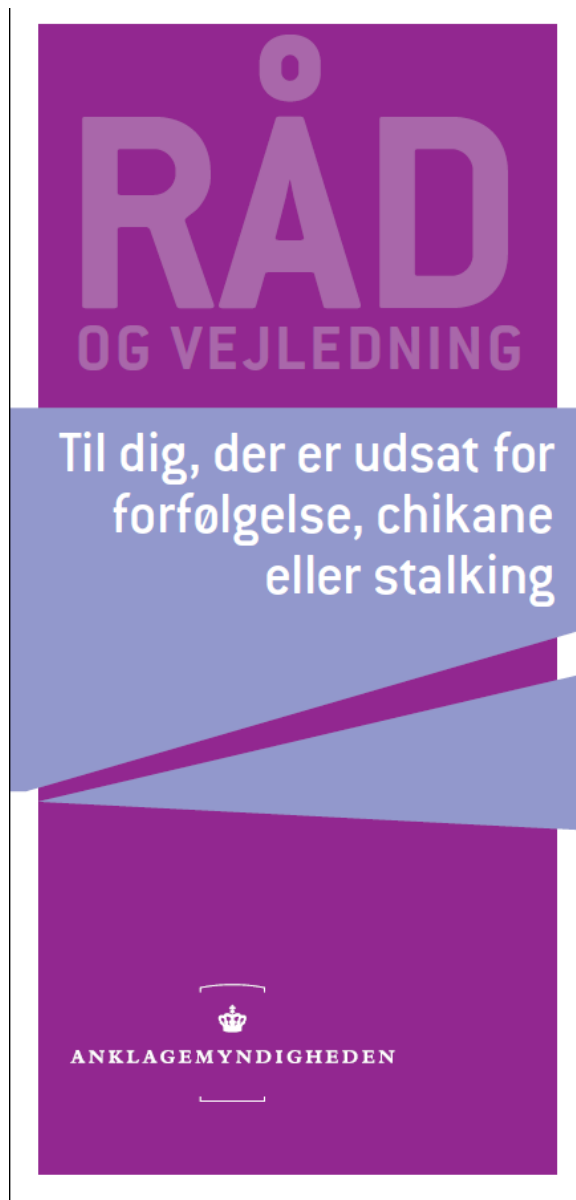 RÅD
OG VEJLEDNING
Til dig, der er udsat for
forfølgelse, chikane
eller stalking
ANKLAGEMYNDIGHEDEN